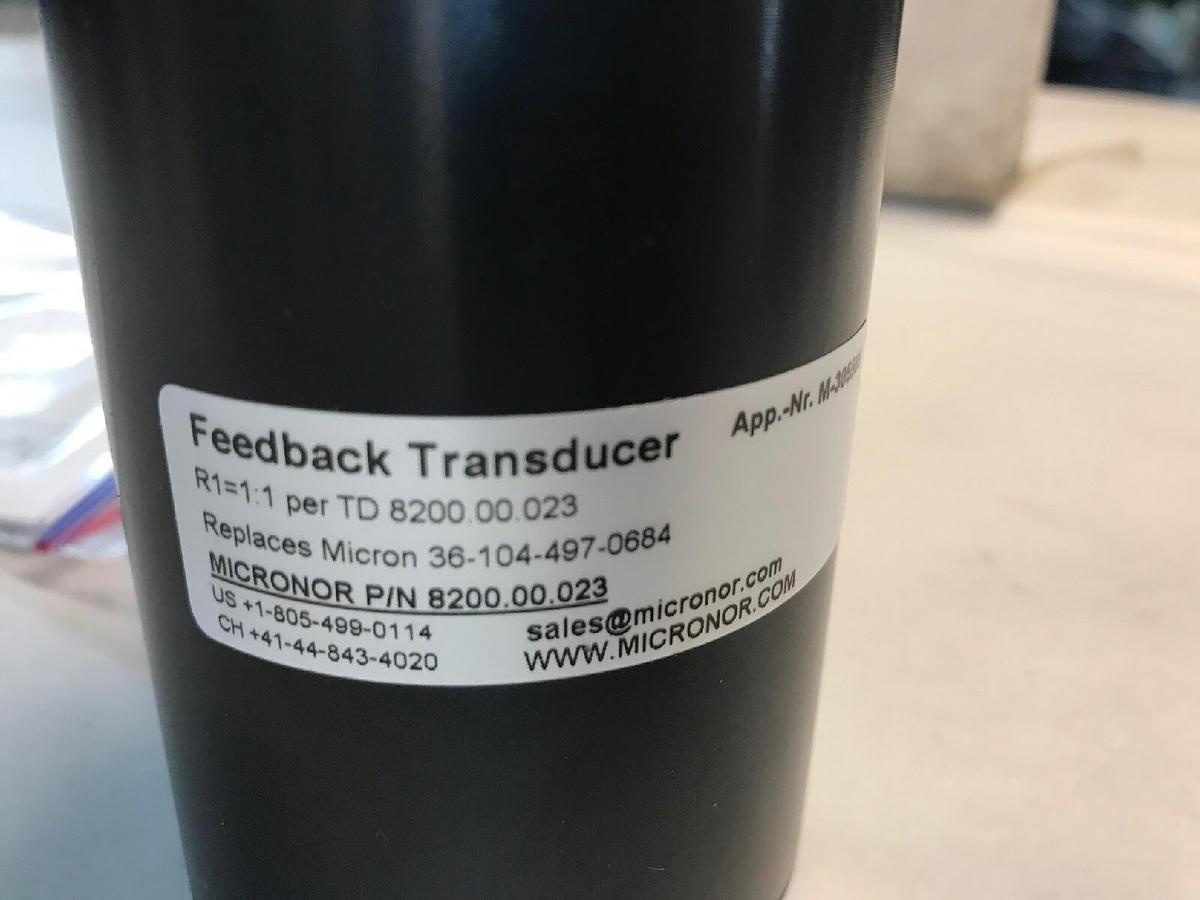 Feedback Transducer
App.-Nr.
R1=1:1 per TD 8200.00.023
Replaces Micron 36-104-497-0684
MICRONOR P/N 8200.00.023
US +1-805-499-0114
sales@micronor.com
CH +41-44-843-4020
WWW.MICRONOR.COM